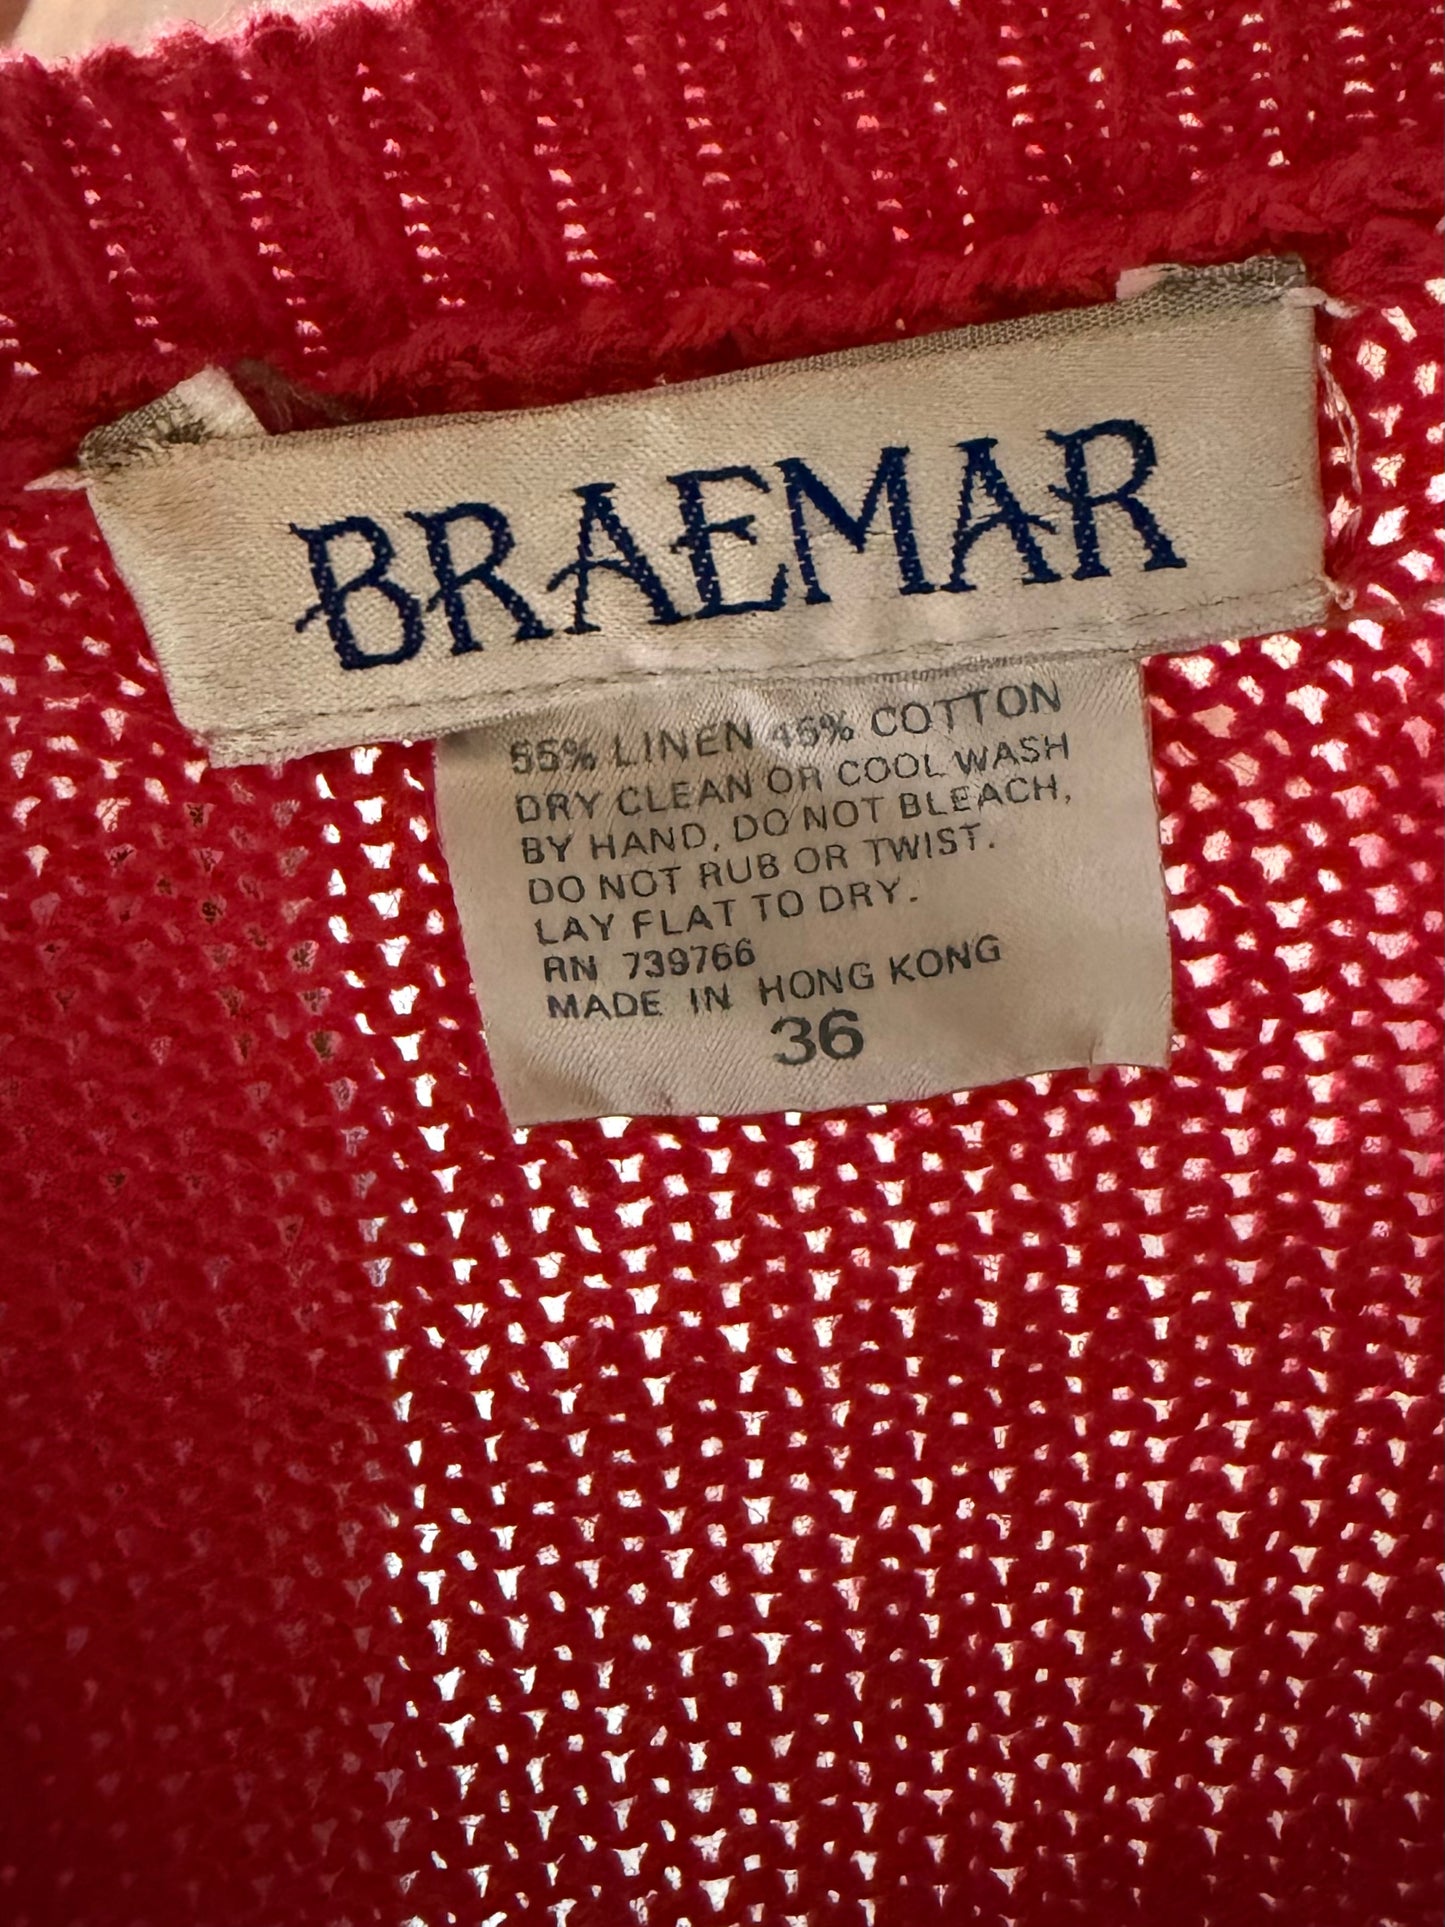 BRAEMAR
55% LINEN 45% COTTON
DRY CLEAN OR COOL WASH
BY HAND, DO NOT BLEACH,
DO NOT RUB OR TWIST.
LAY FLAT TO DRY.
RN 739766
MADE IN HONG KONG
36